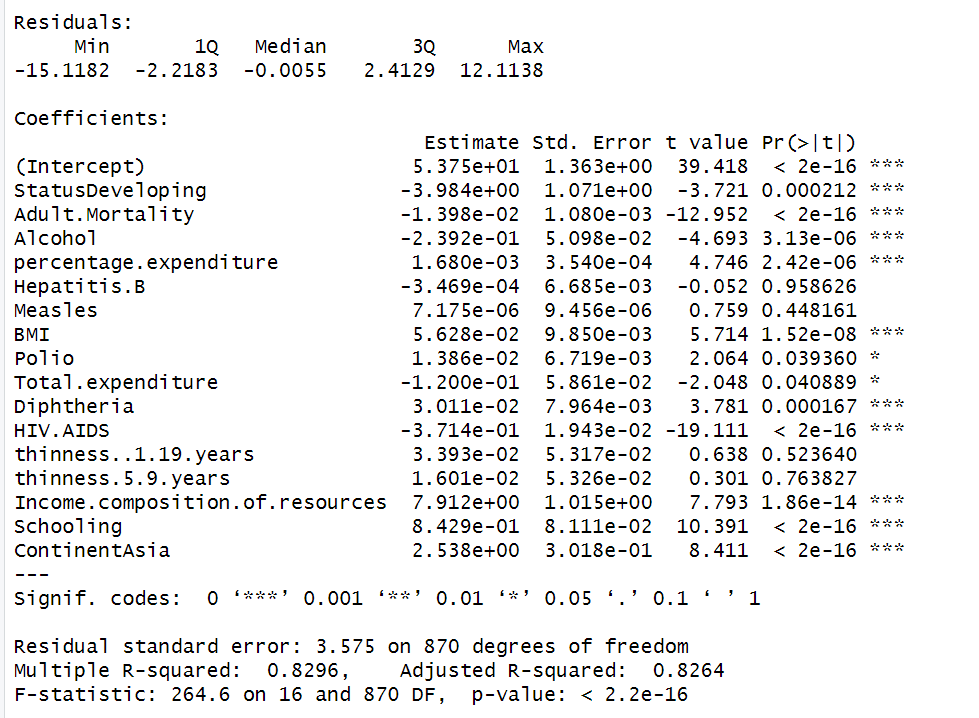 Residuals:
     Min       1Q   Median       3Q      Max
-15.1182  -2.2183  -0.0055   2.4129  12.1138

Coefficients:
                                  Estimate Std. Error t value Pr(>|t|)
(Intercept)                      5.375e+01  1.363e+00  39.418  < 2e-16 ***
StatusDeveloping                -3.984e+00  1.071e+00  -3.721 0.000212 ***
Adult.Mortality                 -1.398e-02  1.080e-03 -12.952  < 2e-16 ***
Alcohol                         -2.392e-01  5.098e-02  -4.693 3.13e-06 ***
percentage.expenditure           1.680e-03  3.540e-04   4.746 2.42e-06 ***
Hepatitis.B                     -3.469e-04  6.685e-03  -0.052 0.958626
Measles                          7.175e-06  9.456e-06   0.759 0.448161
BMI                              5.628e-02  9.850e-03   5.714 1.52e-08 ***
Polio                            1.386e-02  6.719e-03   2.064 0.039360 *
Total.expenditure               -1.200e-01  5.861e-02  -2.048 0.040889 *
Diphtheria                       3.011e-02  7.964e-03   3.781 0.000167 ***
HIV.AIDS                        -3.714e-01  1.943e-02 -19.111  < 2e-16 ***
thinness..1.19.years             3.393e-02  5.317e-02   0.638 0.523640
thinness.5.9.years               1.601e-02  5.326e-02   0.301 0.763827
Income.composition.of.resources  7.912e+00  1.015e+00   7.793 1.86e-14 ***
Schooling                        8.429e-01  8.111e-02  10.391  < 2e-16 ***
ContinentAsia                    2.538e+00  3.018e-01   8.411  < 2e-16 ***
---
Signif. codes:  0 ‘***’ 0.001 ‘**’ 0.01 ‘*’ 0.05 ‘.’ 0.1 ‘ ’ 1

Residual standard error: 3.575 on 870 degrees of freedom
Multiple R-squared:  0.8296,    Adjusted R-squared:  0.8264
F-statistic: 264.6 on 16 and 870 DF,  p-value: < 2.2e-16